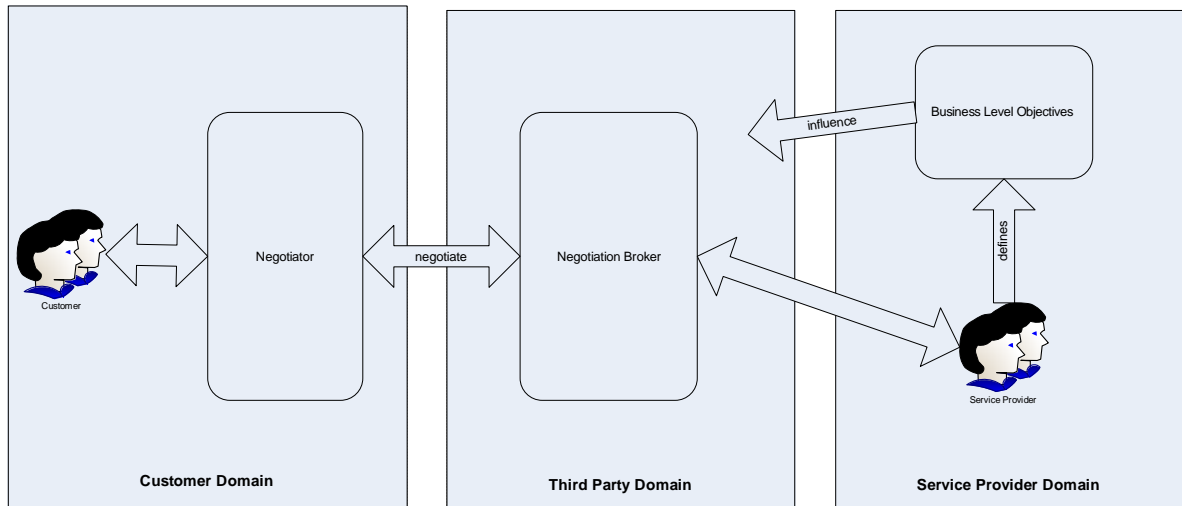 Business Level Objectives
influence
defines
Negotiator
negotiate
Negotiation Broker
Customer
Service Provider
Customer Domain
Third Party Domain
Service Provider Domain